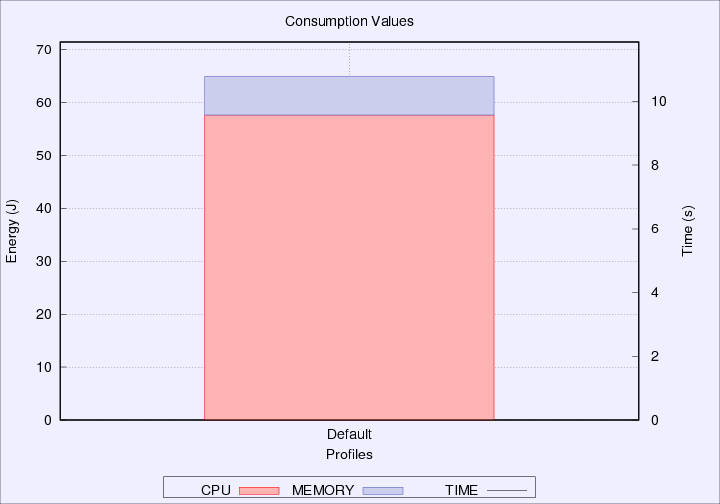 Consumption Values
70
60
50
40
30
20
10
0
Energy (J)
10
8
6
4
2
0
Time (s)
Default
Profiles
CPU MEMORY TIME